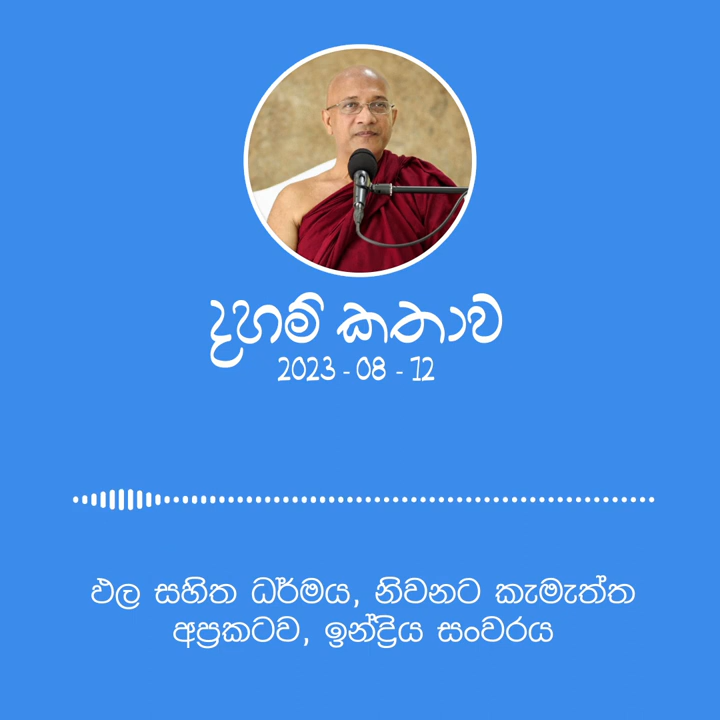 දහම් කතාව
2023 - 08 - 12
ඵල සහිත ධර්මය, නිවනට කැමැත්ත
අප්‍රකටව, ඉන්ද්‍රිය සංවරය